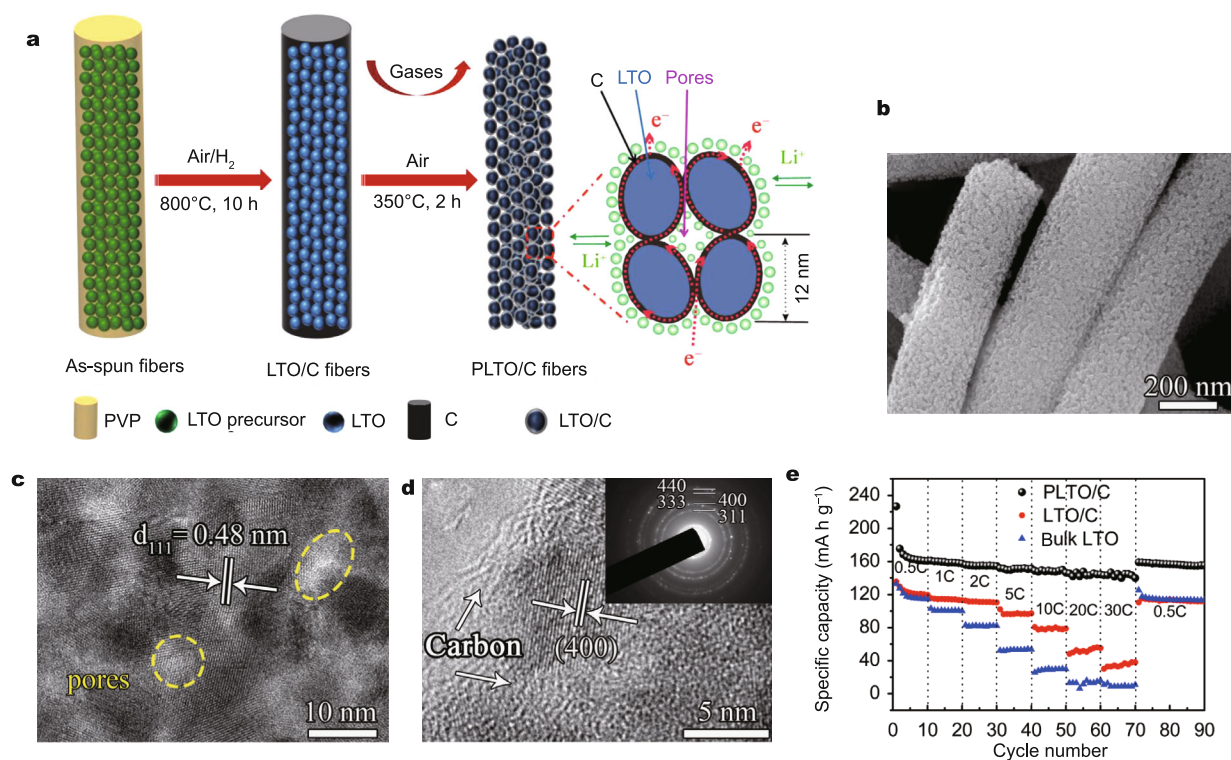 a
Gases
Air/H₂
800°C, 10 h
Air
350°C, 2 h
C
LTO
Pores
e⁻
e⁻
Li⁺
Li⁺
12 nm
e⁻
As-spun fibers
LTO/C fibers
PLTO/C fibers
PVP
LTO precursor
LTO
C
LTO/C
b
200 nm
c
d₁₁₁= 0.48 nm
pores
10 nm
d
440
333
400
311
Carbon
(400)
5 nm
e
Specific capacity (mA h g⁻¹)
240
200
160
120
80
40
0
PLTO/C
LTO/C
Bulk LTO
0.5C
1C
2C
5C
10C
20C
30C
0.5C
0 10 20 30 40 50 60 70 80 90
Cycle number